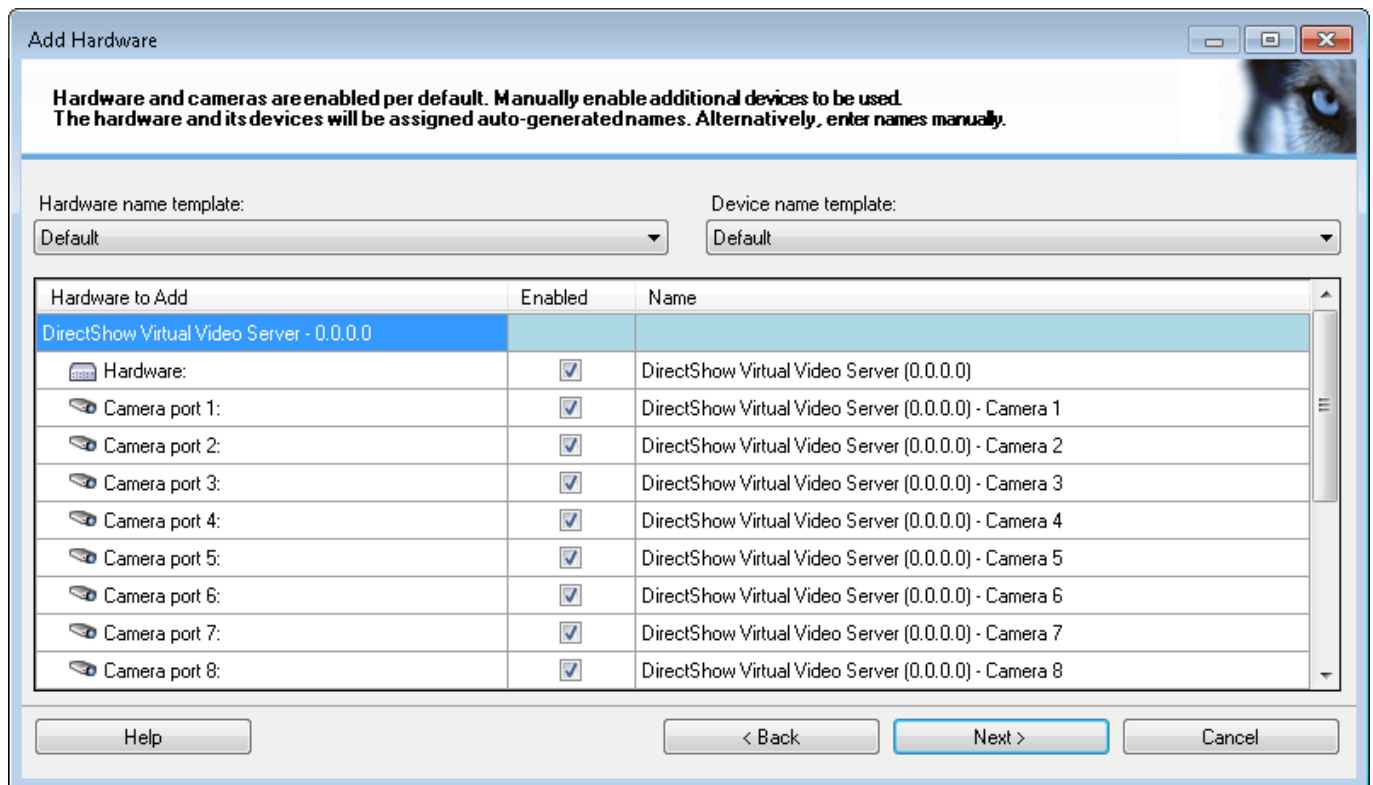 Add Hardware
Hardware and cameras are enabled per default. Manually enable additional devices to be used.
The hardware and its devices will be assigned auto-generated names. Alternatively, enter names manually.
Hardware name template: Device name template:
Default Default
Hardware to Add Enabled Name
DirectShow Virtual Video Server - 0.0.0.0
Hardware: DirectShow Virtual Video Server (0.0.0.0)
Camera port 1: DirectShow Virtual Video Server (0.0.0.0) - Camera 1
Camera port 2: DirectShow Virtual Video Server (0.0.0.0) - Camera 2
Camera port 3: DirectShow Virtual Video Server (0.0.0.0) - Camera 3
Camera port 4: DirectShow Virtual Video Server (0.0.0.0) - Camera 4
Camera port 5: DirectShow Virtual Video Server (0.0.0.0) - Camera 5
Camera port 6: DirectShow Virtual Video Server (0.0.0.0) - Camera 6
Camera port 7: DirectShow Virtual Video Server (0.0.0.0) - Camera 7
Camera port 8: DirectShow Virtual Video Server (0.0.0.0) - Camera 8
Help < Back Next > Cancel